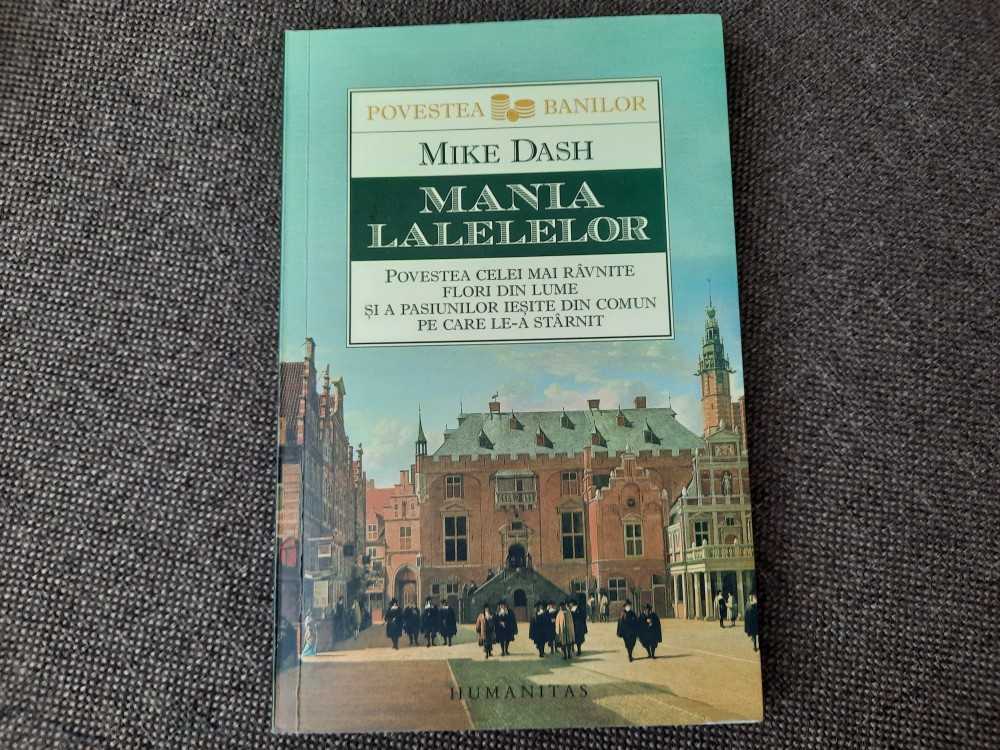 POVESTEA BANILOR
MIKE DASH
MANIA
LALELELOR
POVESTEA CELEI MAI RÂVNITE
FLORI DIN LUME
ȘI A PASIUNILOR IEȘITE DIN COMUN
PE CARE LE-A STÂRNIT
HUMANITAS